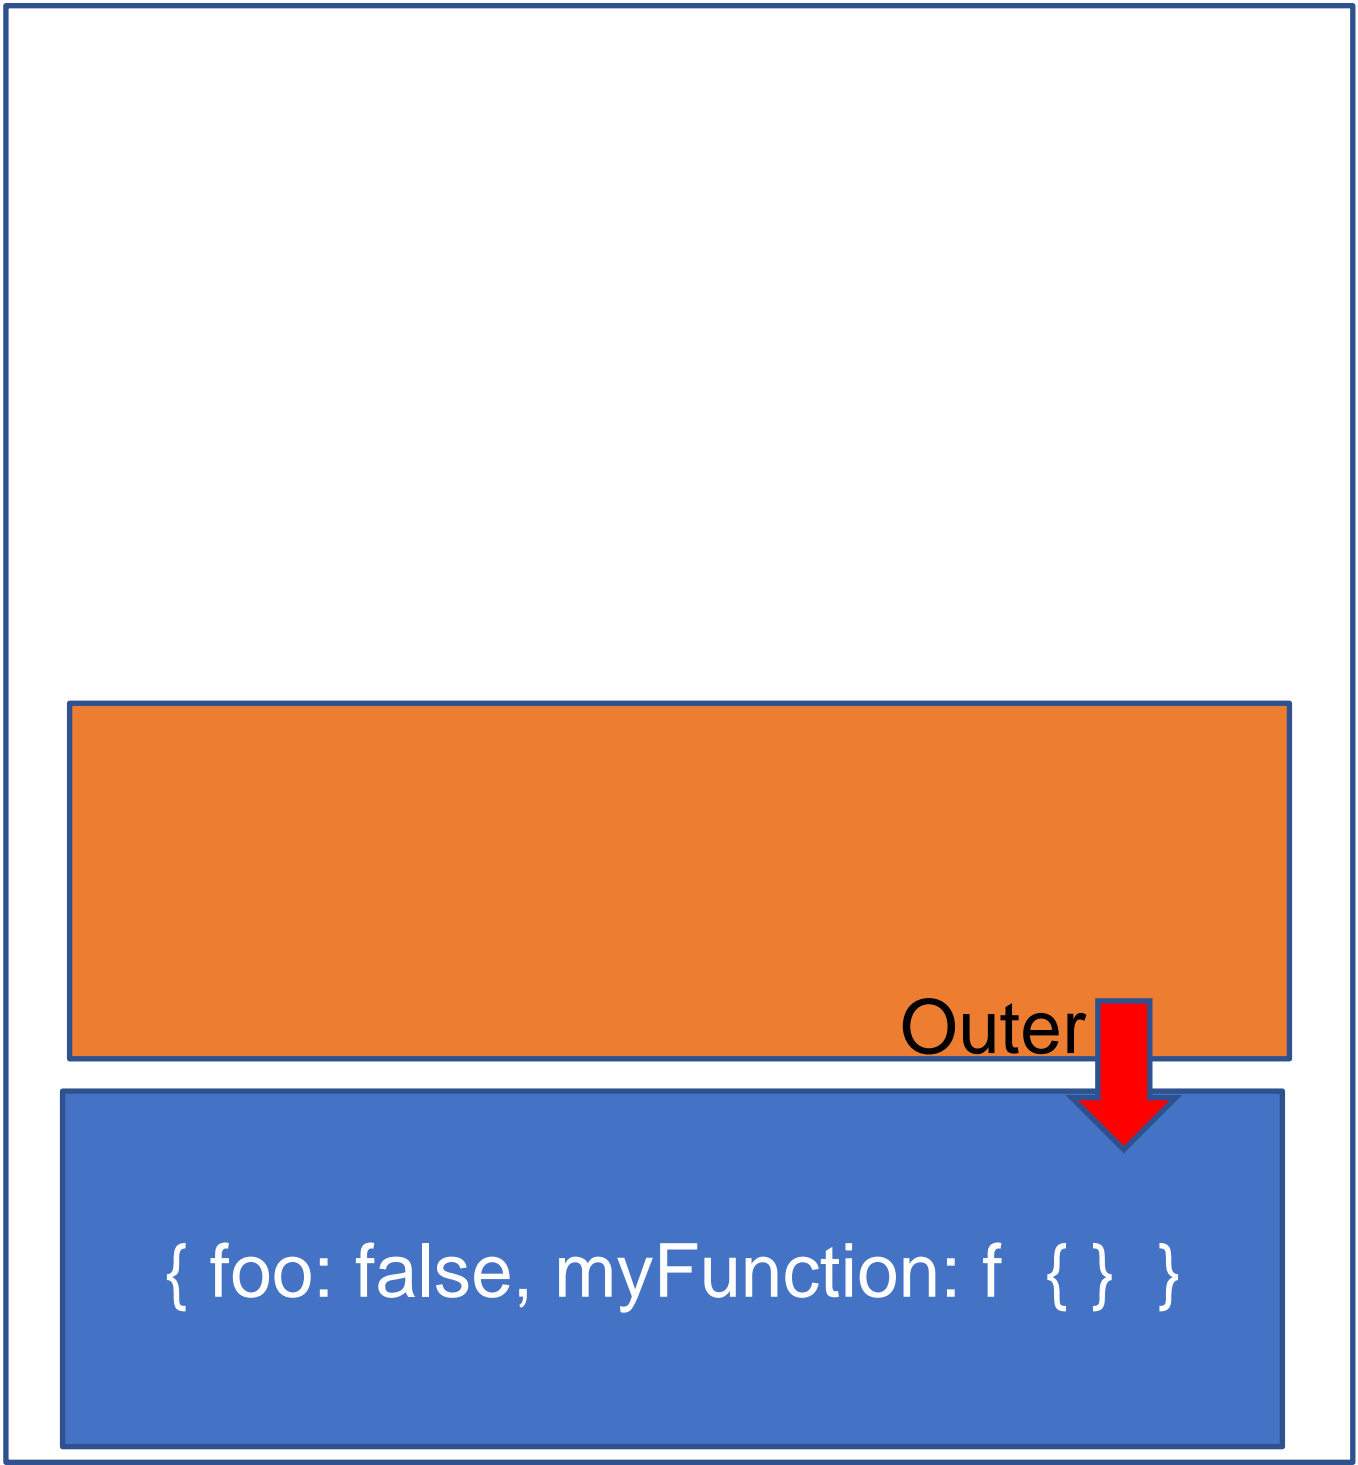 Outer
{ foo: false, myFunction: f { } }